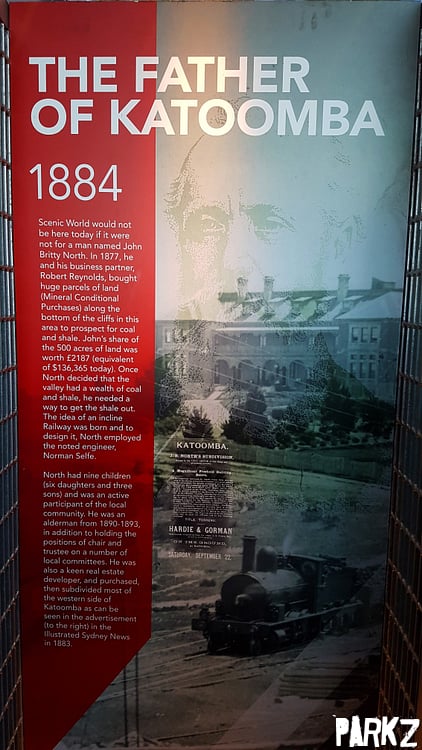 THE FATHER
OF KATOOMBA
1884
Scenic World would not
be here today if it were
not for a man named John
Britty North. In 1877, he
and his business partner,
Robert Reynolds, bought
huge parcels of land
(Mineral Conditional
Purchases) along the
bottom of the cliffs in this
area to prospect for coal
and shale. John's share of
the 500 acres of land was
worth £2187 (equivalent
of $136,365 today). Once
North decided that the
valley had a wealth of coal
and shale, he needed a
way to get the shale out.
The idea of an incline
Railway was born and to
design it, North employed
the noted engineer,
Norman Selfe.
North had nine children
(six daughters and three
sons) and was an active
participant of the local
community. He was an
alderman from 1890-1893,
in addition to holding the
positions of chair and
trustee on a number of
local committees. He was
also a keen real estate
developer, and purchased,
then subdivided most of
the western side of
Katoomba as can be
seen in the advertisement
(to the right) in the
Illustrated Sydney News
in 1883.
KATOOMBA.
J. B. NORTH'S SUBDIVISION,
HARDIE & GORMAN
SATURDAY, SEPTEMBER 22.
PARKZ